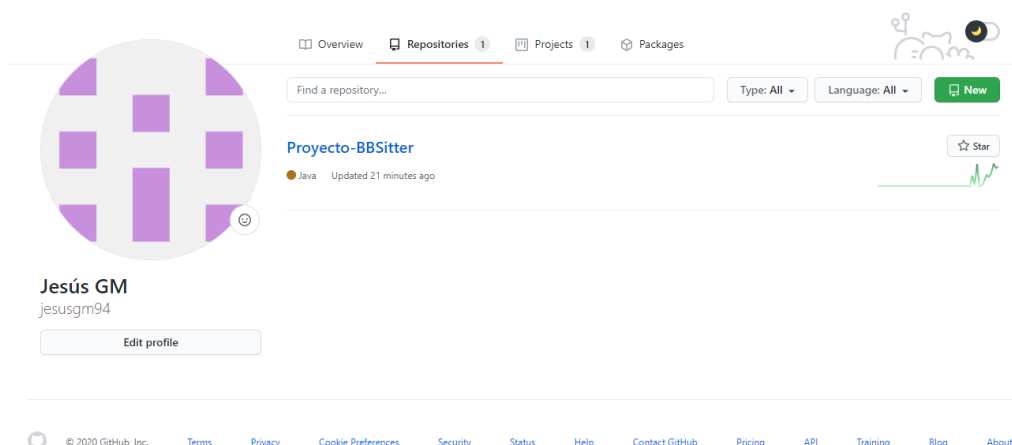 Overview Repositories 1 Projects 1 Packages
Find a repository... Type: All Language: All New
Proyecto-BBSitter Star
Java Updated 21 minutes ago
Jesús GM
jesusgm94
Edit profile
© 2020 GitHub, Inc. Terms Privacy Cookie Preferences Security Status Help Contact GitHub Pricing API Training Blog About